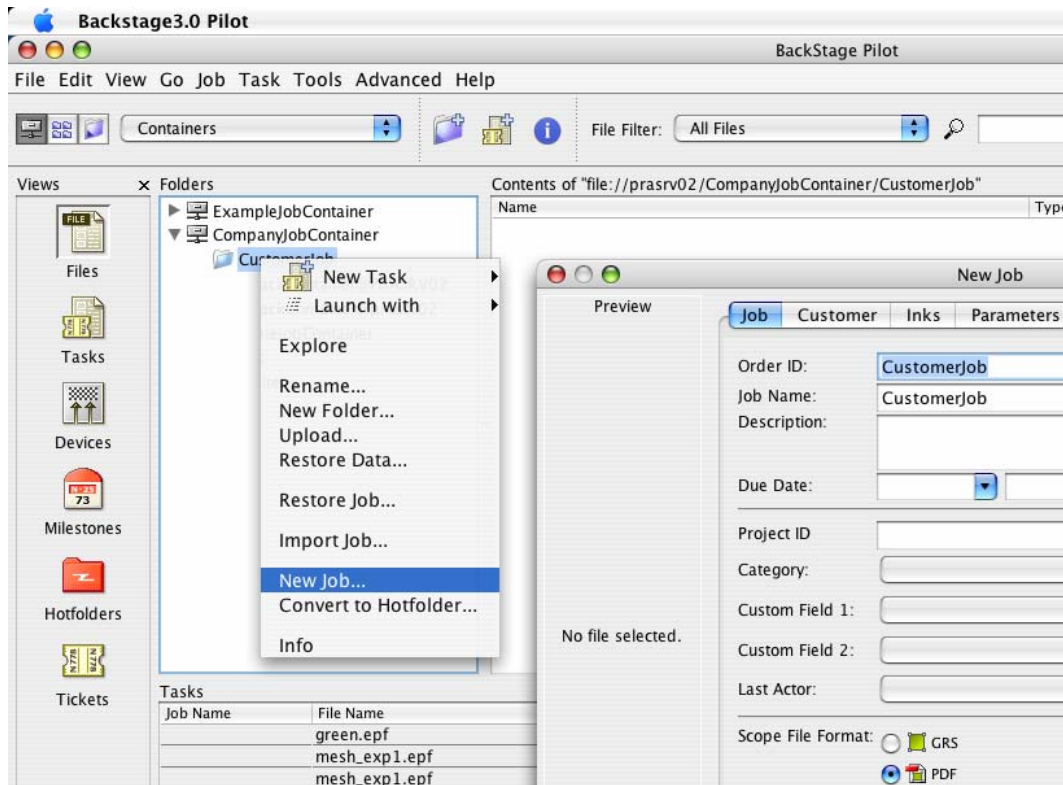 Backstage3.0 Pilot
BackStage Pilot
File Edit View Go Job Task Tools Advanced Help
Containers
File Filter: All Files
Views
Folders
Contents of "file://prasrv02/CompanyJobContainer/CustomerJob"
Name
ExampleJobContainer
CompanyJobContainer
CustomerJob
FILE
Files
Tasks
Devices
N-25
73
Milestones
Hotfolders
Tickets
New Task
Launch with
Explore
Rename...
New Folder...
Upload...
Restore Data...
Restore Job...
Import Job...
New Job...
Convert to Hotfolder...
Info
New Job
Preview
No file selected.
Job Customer Inks Parameters
Order ID: CustomerJob
Job Name: CustomerJob
Description:
Due Date:
Project ID
Category:
Custom Field 1:
Custom Field 2:
Last Actor:
Scope File Format: GRS
PDF
Tasks
Job Name File Name
green.epf
mesh_exp1.epf
mesh_exp1.epf